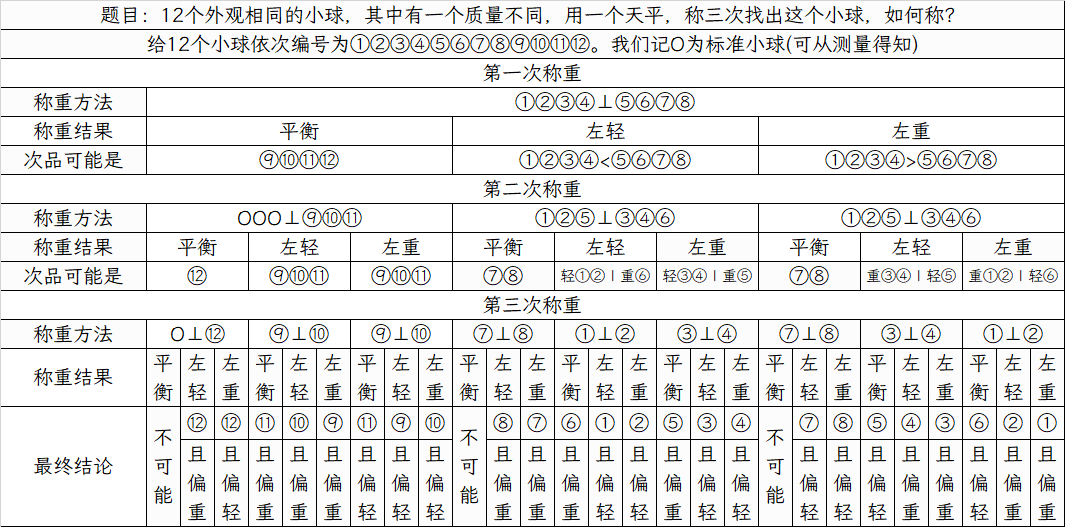 题目：12个外观相同的小球，其中有一个质量不同，用一个天平，称三次找出这个小球，如何称？
给12个小球依次编号为①②③④⑤⑥⑦⑧⑨⑩⑪⑫。我们记O为标准小球(可从测量得知)
第一次称重
称重方法 ①②③④⊥⑤⑥⑦⑧
称重结果 平衡 左轻 左重
次品可能是 ⑨⑩⑪⑫ ①②③④<⑤⑥⑦⑧ ①②③④>⑤⑥⑦⑧
第二次称重
称重方法 OOO⊥⑨⑩⑪ ①②⑤⊥③④⑥ ①②⑤⊥③④⑥
称重结果 平衡 左轻 左重 平衡 左轻 左重 平衡 左轻 左重
次品可能是 ⑫ ⑨⑩⑪ ⑨⑩⑪ ⑦⑧ 轻①②|重⑥ 轻③④|重⑤ ⑦⑧ 重③④|轻⑤ 重①②|轻⑥
第三次称重
称重方法 O⊥⑫ ⑨⊥⑩ ⑨⊥⑩ ⑦⊥⑧ ①⊥② ③⊥④ ⑦⊥⑧ ③⊥④ ①⊥②
称重结果 平衡 左轻 左重 平衡 左轻 左重 平衡 左轻 左重 平衡 左轻 左重 平衡 左轻 左重 平衡 左轻 左重 平衡 左轻 左重 平衡 左轻 左重 平衡 左轻 左重
最终结论 不可能 ⑫ ⑫ ⑪ ⑩ ⑨ ⑪ ⑨ ⑩ 不可能 ⑧ ⑦ ⑥ ① ② ⑤ ③ ④ 不可能 ⑦ ⑧ ⑤ ④ ③ ⑥ ② ①
且偏重 且偏轻 且偏重 且偏重 且偏重 且偏轻 且偏轻 且偏轻 且偏重 且偏重 且偏重 且偏轻 且偏轻 且偏重 且偏轻 且偏轻 且偏轻 且偏轻 且偏轻 且偏重 且偏重 且偏轻 且偏重 且偏重